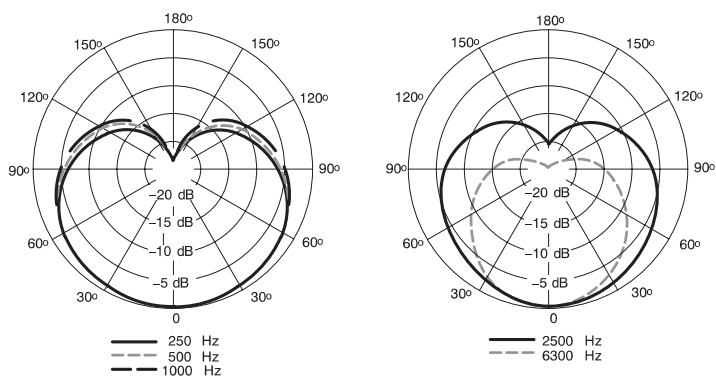 180º
150º 150º
120º 120º
90º 90º
–20 dB
–15 dB
–10 dB
–5 dB
60º 60º
30º 30º
0
250 Hz
500 Hz
1000 Hz
180º
150º 150º
120º 120º
90º 90º
–20 dB
–15 dB
–10 dB
–5 dB
60º 60º
30º 30º
0
2500 Hz
6300 Hz